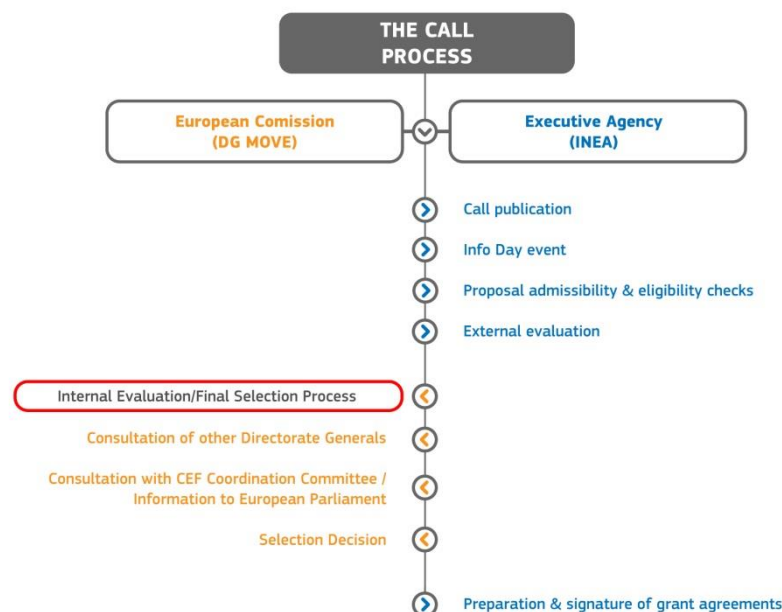 THE CALL
PROCESS
European Comission
(DG MOVE)
Executive Agency
(INEA)
Call publication
Info Day event
Proposal admissibility & eligibility checks
External evaluation
Internal Evaluation/Final Selection Process
Consultation of other Directorate Generals
Consultation with CEF Coordination Committee /
Information to European Parliament
Selection Decision
Preparation & signature of grant agreements